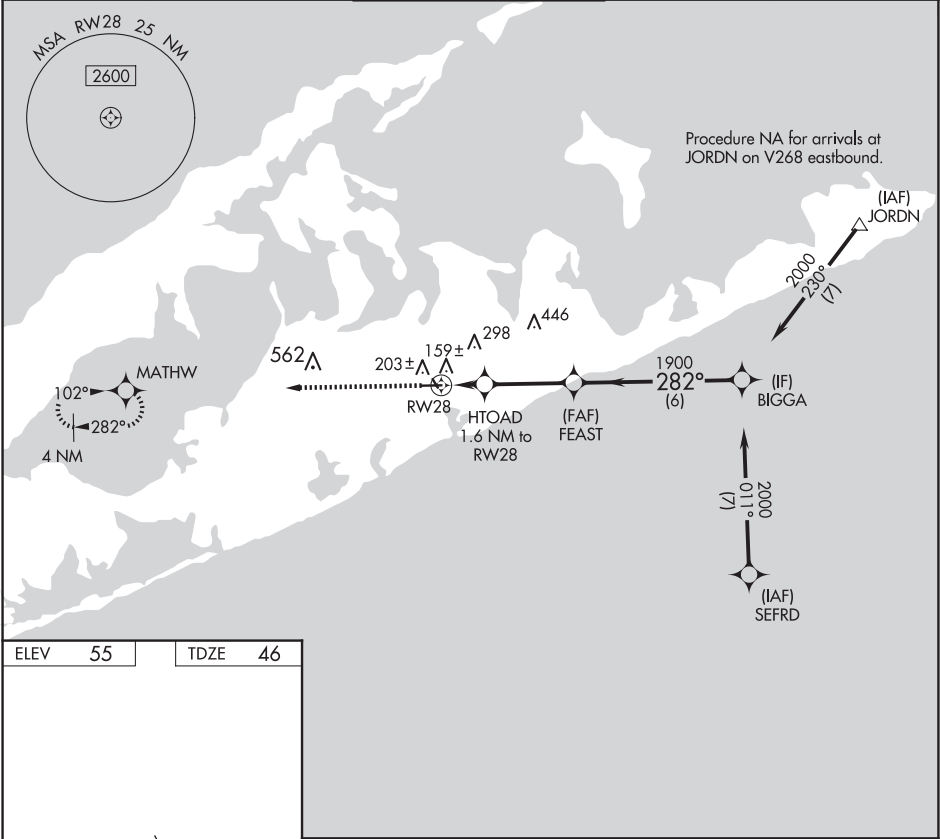 MSA RW28 25 NM
2600
Procedure NA for arrivals at
JORDN on V268 eastbound.
(IAF)
JORDN
2000
230°
(7)
446
298
159±
203±
562
MATHW
102°
282°
4 NM
RW28
HTOAD
1.6 NM to
RW28
(FAF)
FEAST
1900
282°
(6)
(IF)
BIGGA
2000
011°
(7)
(IAF)
SEFRD
ELEV 55
TDZE 46